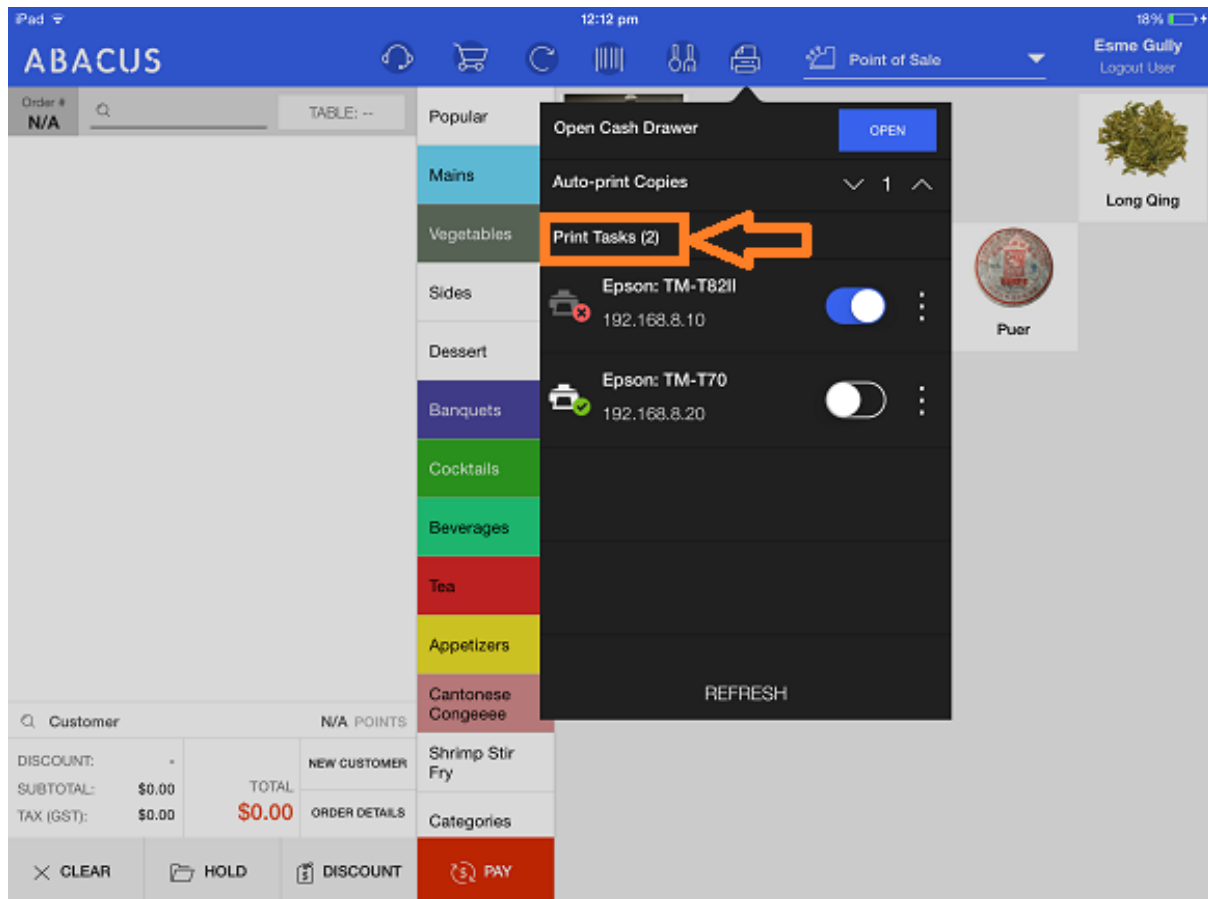 iPad 12:12 pm 18%
ABACUS Point of Sale Esme Gully
Logout User
Order #
N/A
TABLE: --
Popular
Mains
Vegetables
Sides
Dessert
Banquets
Cocktails
Beverages
Tea
Appetizers
Cantonese
Congeeee
Shrimp Stir
Fry
Categories
Open Cash Drawer OPEN
Auto-print Copies 1
Print Tasks (2)
Epson: TM-T82II
192.168.8.10
Epson: TM-T70
192.168.8.20
REFRESH
Long Qing
Puer
Customer N/A POINTS
DISCOUNT: -
SUBTOTAL: $0.00
TAX (GST): $0.00
TOTAL
$0.00
NEW CUSTOMER
ORDER DETAILS
CLEAR HOLD DISCOUNT PAY